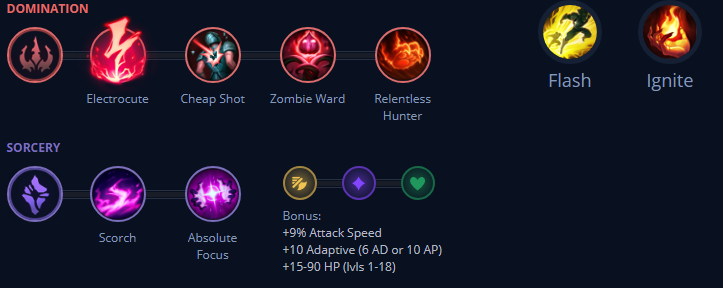 DOMINATION
Electrocute
Cheap Shot
Zombie Ward
Relentless
Hunter
Flash
Ignite
SORCERY
Scorch
Absolute
Focus
Bonus:
+9% Attack Speed
+10 Adaptive (6 AD or 10 AP)
+15-90 HP (lvls 1-18)